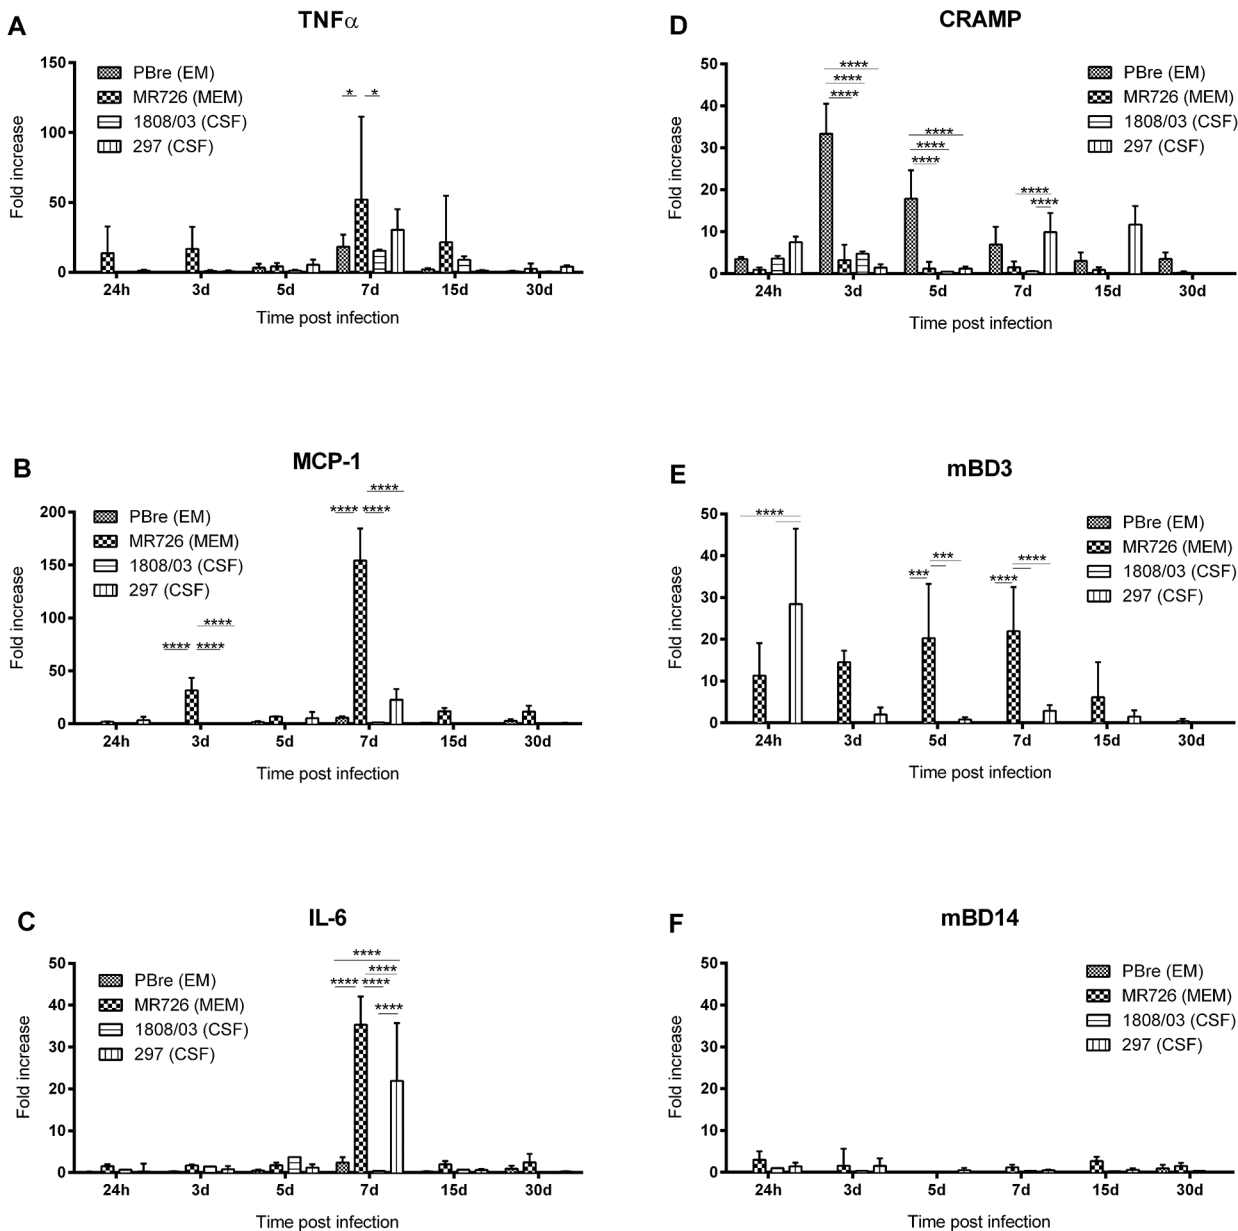 A
TNFα
150
100
50
0
Fold increase
PBre (EM)
MR726 (MEM)
1808/03 (CSF)
297 (CSF)
* *
24h 3d 5d 7d 15d 30d
Time post infection
D
CRAMP
50
40
30
20
10
0
Fold increase
PBre (EM)
MR726 (MEM)
1808/03 (CSF)
297 (CSF)
****
****
****
****
****
****
****
****
24h 3d 5d 7d 15d 30d
Time post infection
B
MCP-1
200
150
100
50
0
Fold increase
PBre (EM)
MR726 (MEM)
1808/03 (CSF)
297 (CSF)
****
**** ****
****
**** ****
24h 3d 5d 7d 15d 30d
Time post infection
E
mBD3
50
40
30
20
10
0
Fold increase
PBre (EM)
MR726 (MEM)
1808/03 (CSF)
297 (CSF)
****
***
***
****
****
24h 3d 5d 7d 15d 30d
Time post infection
C
IL-6
50
40
30
20
10
0
Fold increase
PBre (EM)
MR726 (MEM)
1808/03 (CSF)
297 (CSF)
****
****
**** ****
****
24h 3d 5d 7d 15d 30d
Time post infection
F
mBD14
50
40
30
20
10
0
Fold increase
PBre (EM)
MR726 (MEM)
1808/03 (CSF)
297 (CSF)
24h 3d 5d 7d 15d 30d
Time post infection